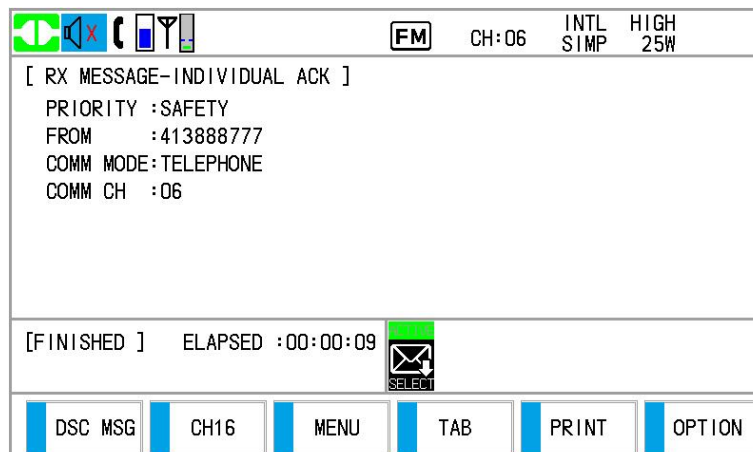 FM CH:06 INTL HIGH
SIMP 25W
[ RX MESSAGE-INDIVIDUAL ACK ]
PRIORITY :SAFETY
FROM :413888777
COMM MODE:TELEPHONE
COMM CH :06
[FINISHED ] ELAPSED :00:00:09
SELECT
DSC MSG CH16 MENU TAB PRINT OPTION